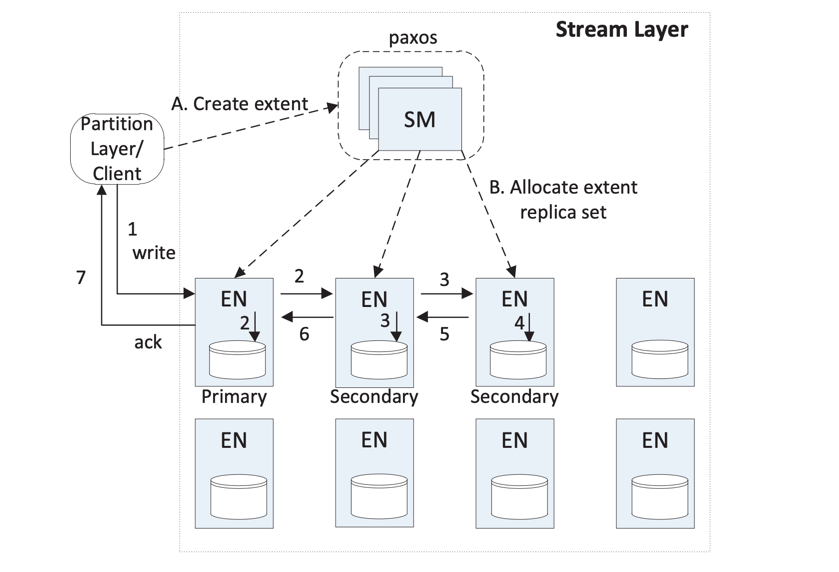 Stream Layer
paxos
A. Create extent
SM
Partition
Layer/
Client
B. Allocate extent
replica set
1
write
7
ack
EN
2
2
EN
3
3
EN
4
6
5
EN
Primary
Secondary
Secondary
EN
EN
EN
EN